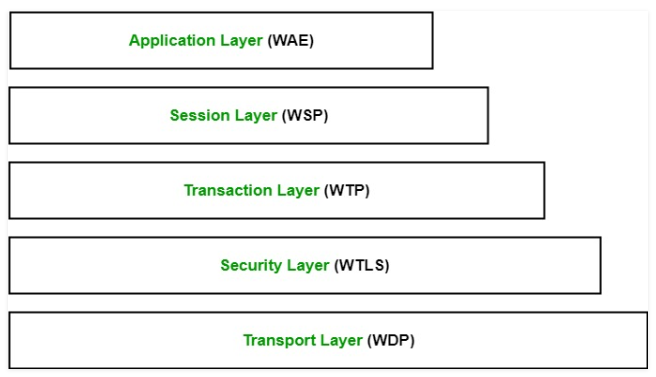 Application Layer (WAE)
Session Layer (WSP)
Transaction Layer (WTP)
Security Layer (WTLS)
Transport Layer (WDP)